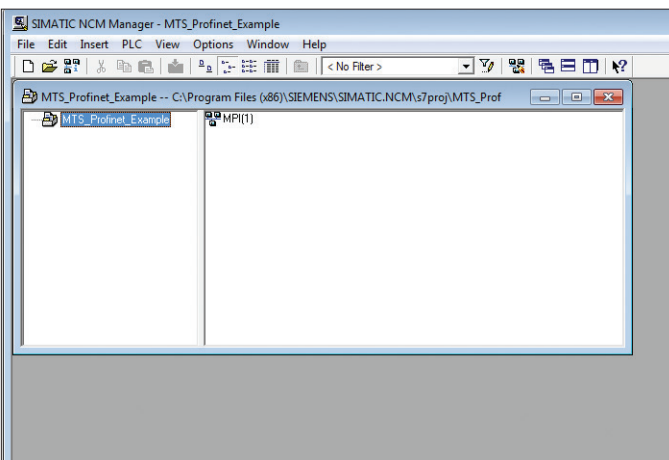 SIMATIC NCM Manager - MTS_Profinet_Example
File Edit Insert PLC View Options Window Help
< No Filter >
MTS_Profinet_Example -- C:\Program Files (x86)\SIEMENS\SIMATIC.NCM\s7proj\MTS_Prof
MTS_Profinet_Example
MPI(1)